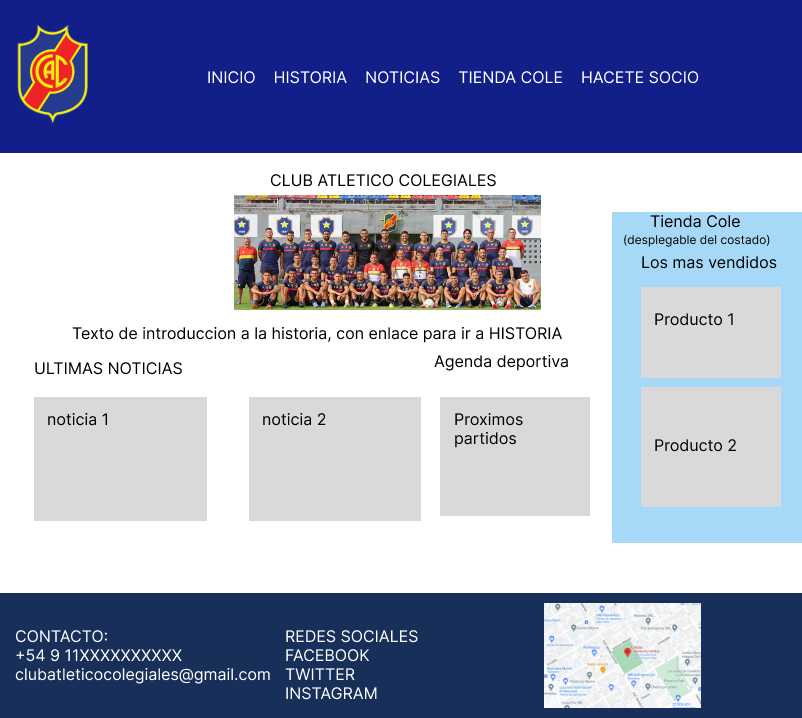 CAC
INICIO HISTORIA NOTICIAS TIENDA COLE HACETE SOCIO
CLUB ATLETICO COLEGIALES
Tienda Cole
(desplegable del costado)
Los mas vendidos
Producto 1
Producto 2
Texto de introduccion a la historia, con enlace para ir a HISTORIA
ULTIMAS NOTICIAS
Agenda deportiva
noticia 1
noticia 2
Proximos
partidos
CONTACTO:
+54 9 11XXXXXXXXXX
clubatleticocolegiales@gmail.com
REDES SOCIALES
FACEBOOK
TWITTER
INSTAGRAM